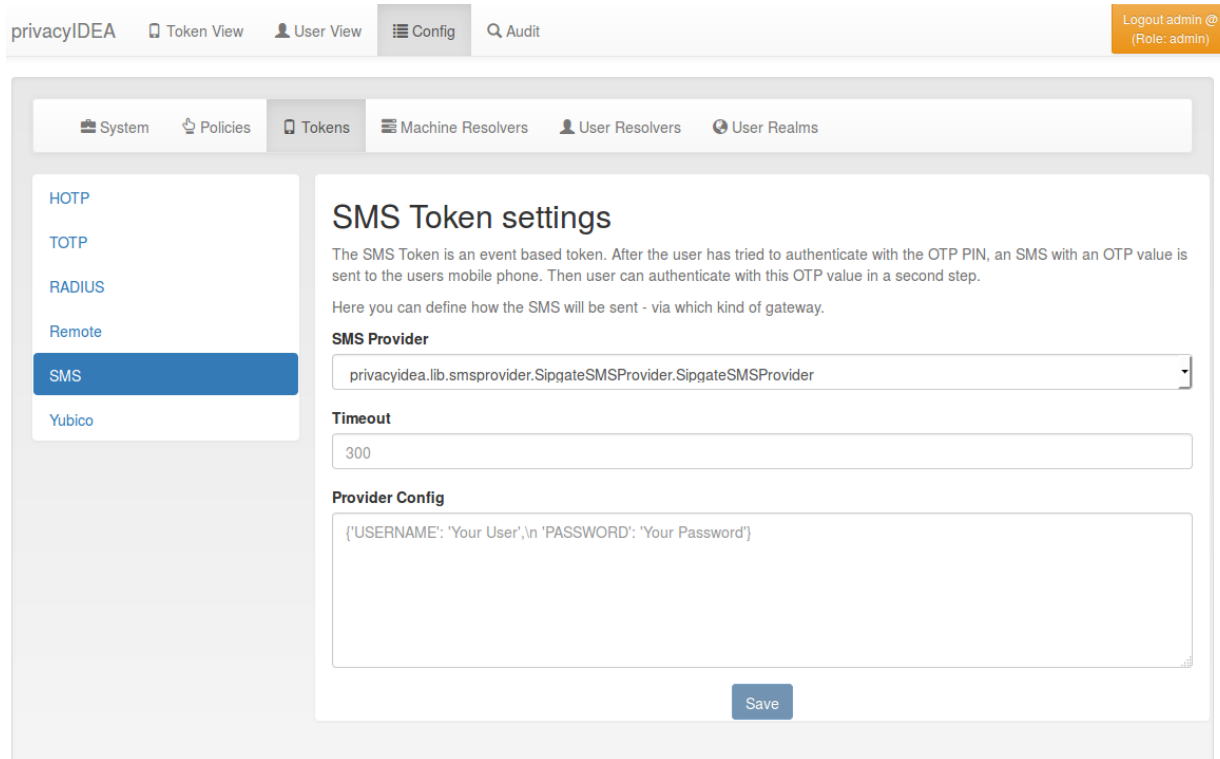 privacyIDEA Token View User View Config Audit Logout admin @
(Role: admin)
System Policies Tokens Machine Resolvers User Resolvers User Realms
HOTP
TOTP
RADIUS
Remote
SMS
Yubico
SMS Token settings
The SMS Token is an event based token. After the user has tried to authenticate with the OTP PIN, an SMS with an OTP value is
sent to the users mobile phone. Then user can authenticate with this OTP value in a second step.
Here you can define how the SMS will be sent - via which kind of gateway.
SMS Provider
privacyidea.lib.smsprovider.SipgateSMSProvider.SipgateSMSProvider
Timeout
300
Provider Config
{'USERNAME': 'Your User',\n 'PASSWORD': 'Your Password'}
Save